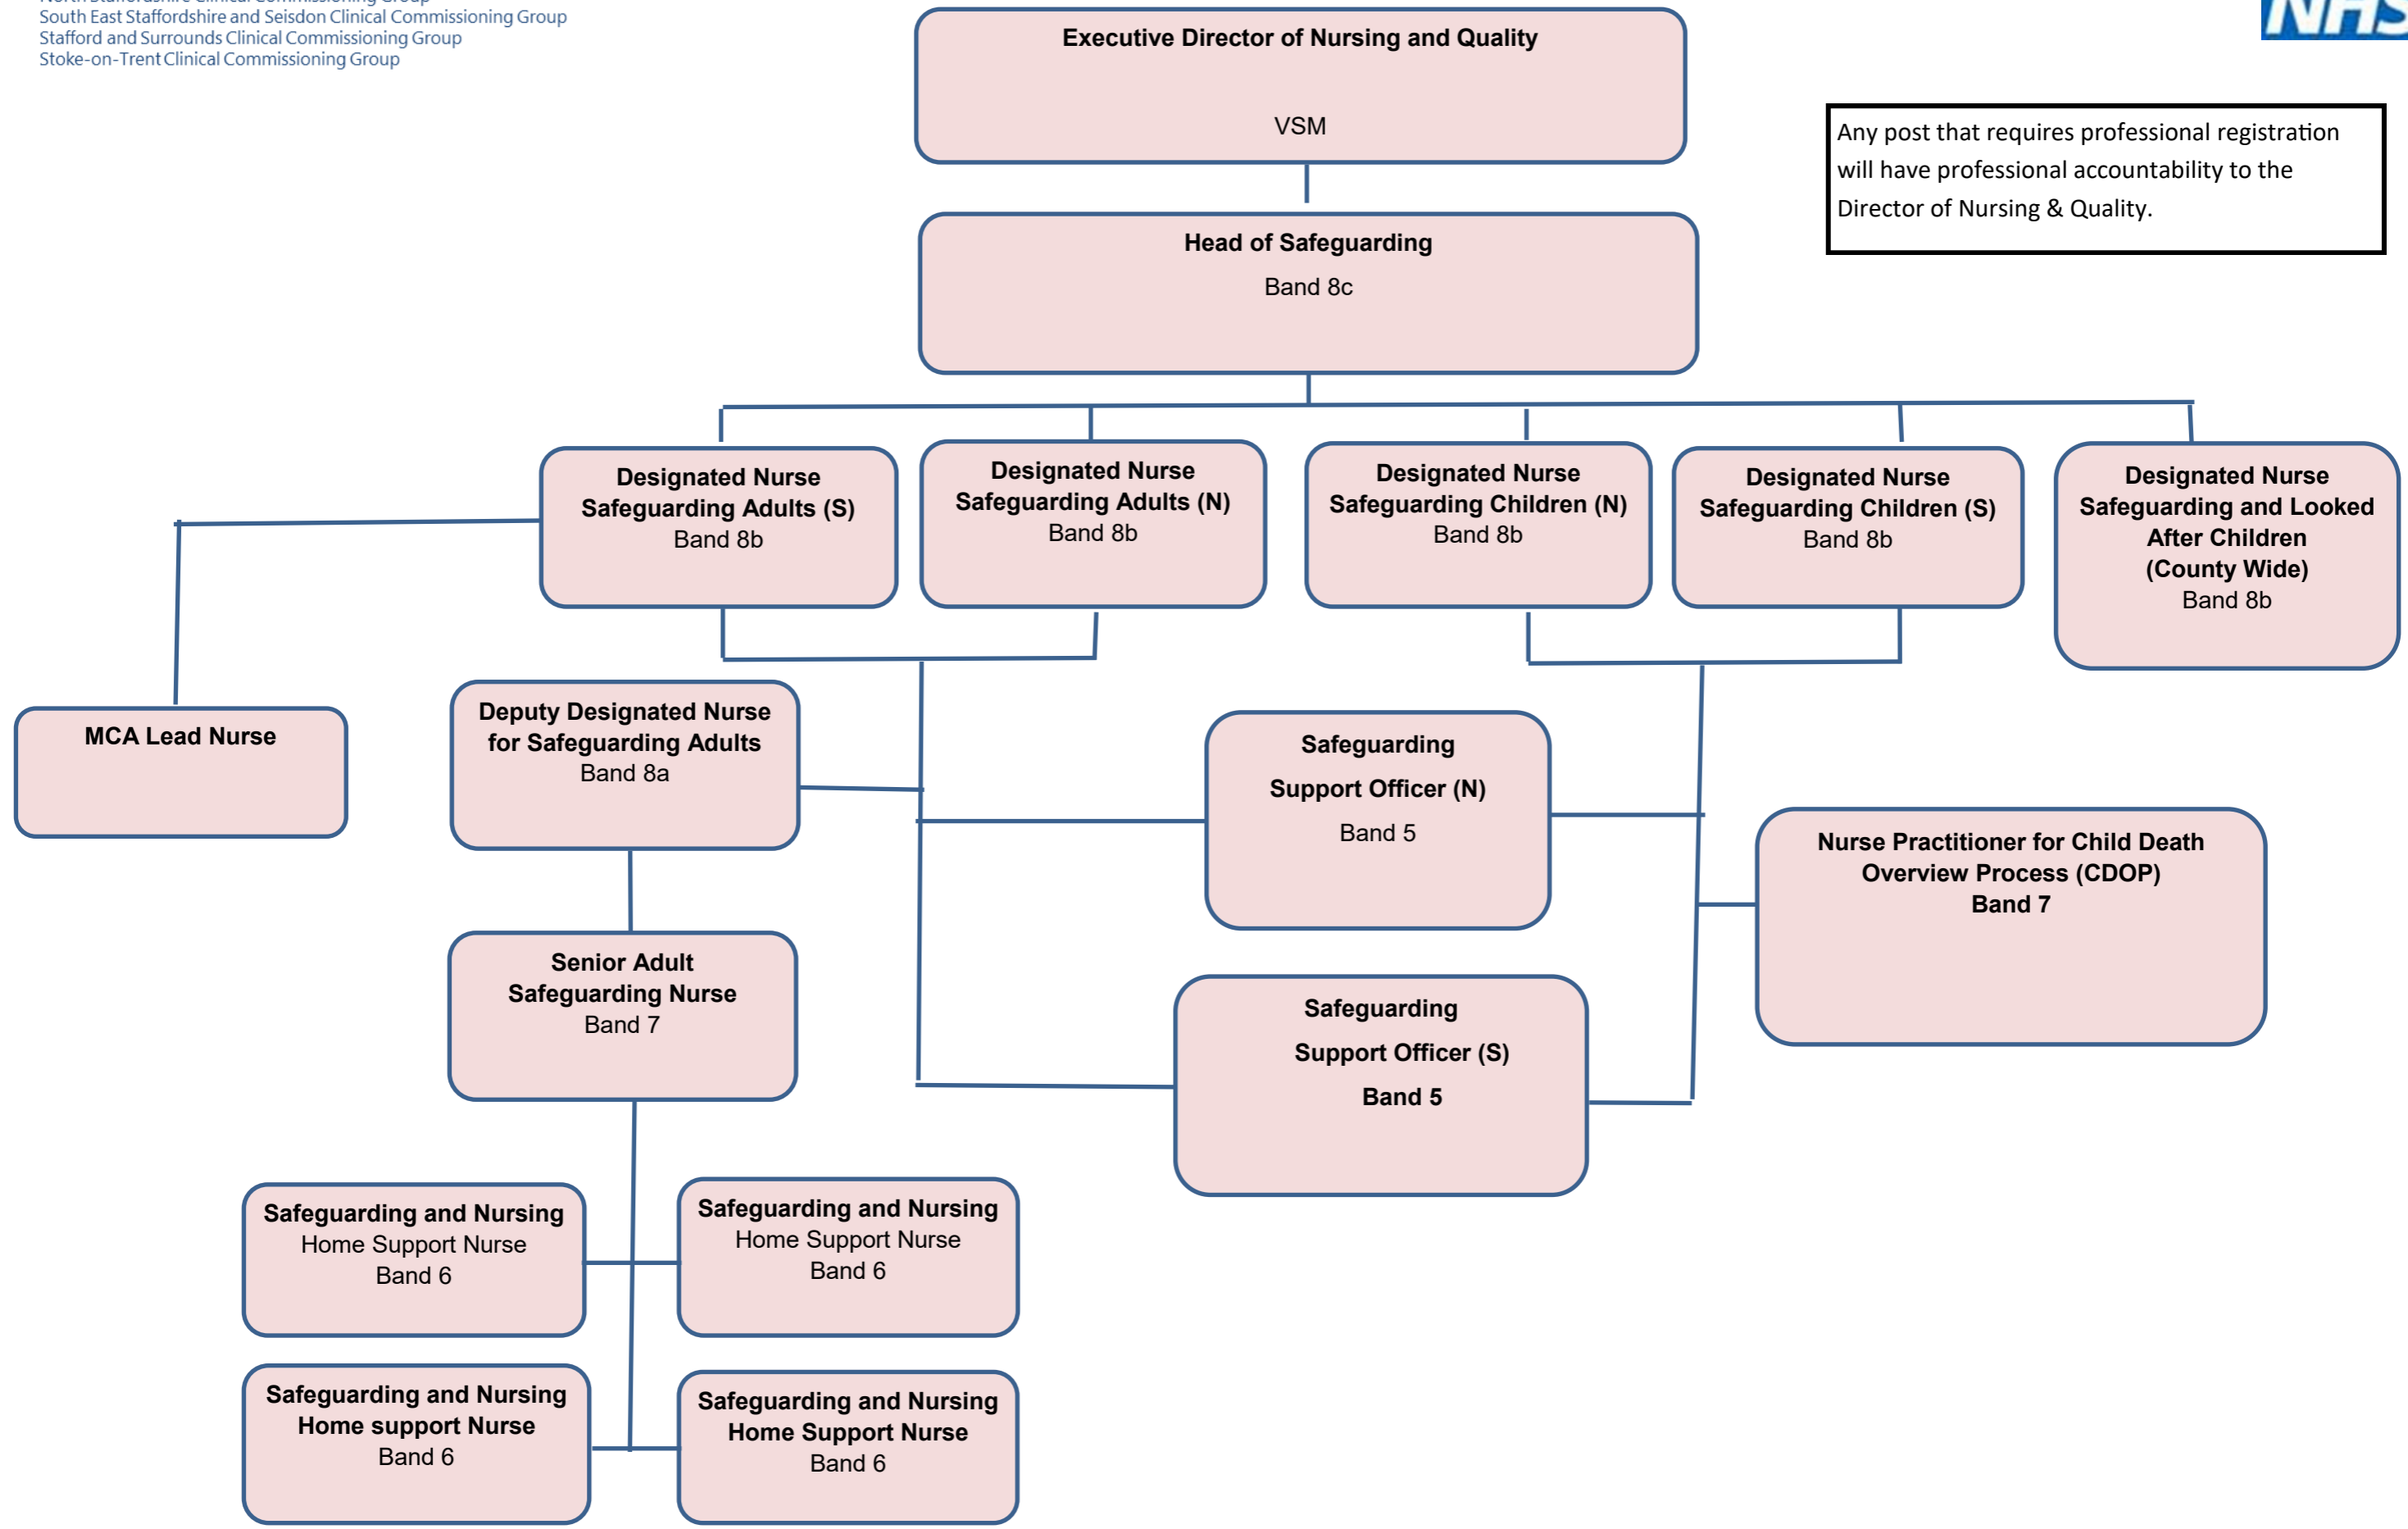 North Staffordshire Clinical Commissioning Group
South East Staffordshire and Seisdon Clinical Commissioning Group
Stafford and Surrounds Clinical Commissioning Group
Stoke-on-Trent Clinical Commissioning Group
NHS
Executive Director of Nursing and Quality
VSM
Any post that requires professional registration
will have professional accountability to the
Director of Nursing & Quality.
Head of Safeguarding
Band 8c
Designated Nurse
Safeguarding Adults (S)
Band 8b
Designated Nurse
Safeguarding Adults (N)
Band 8b
Designated Nurse
Safeguarding Children (N)
Band 8b
Designated Nurse
Safeguarding Children (S)
Band 8b
Designated Nurse
Safeguarding and Looked
After Children
(County Wide)
Band 8b
MCA Lead Nurse
Deputy Designated Nurse
for Safeguarding Adults
Band 8a
Safeguarding
Support Officer (N)
Band 5
Nurse Practitioner for Child Death
Overview Process (CDOP)
Band 7
Senior Adult
Safeguarding Nurse
Band 7
Safeguarding
Support Officer (S)
Band 5
Safeguarding and Nursing
Home Support Nurse
Band 6
Safeguarding and Nursing
Home Support Nurse
Band 6
Safeguarding and Nursing
Home support Nurse
Band 6
Safeguarding and Nursing
Home Support Nurse
Band 6